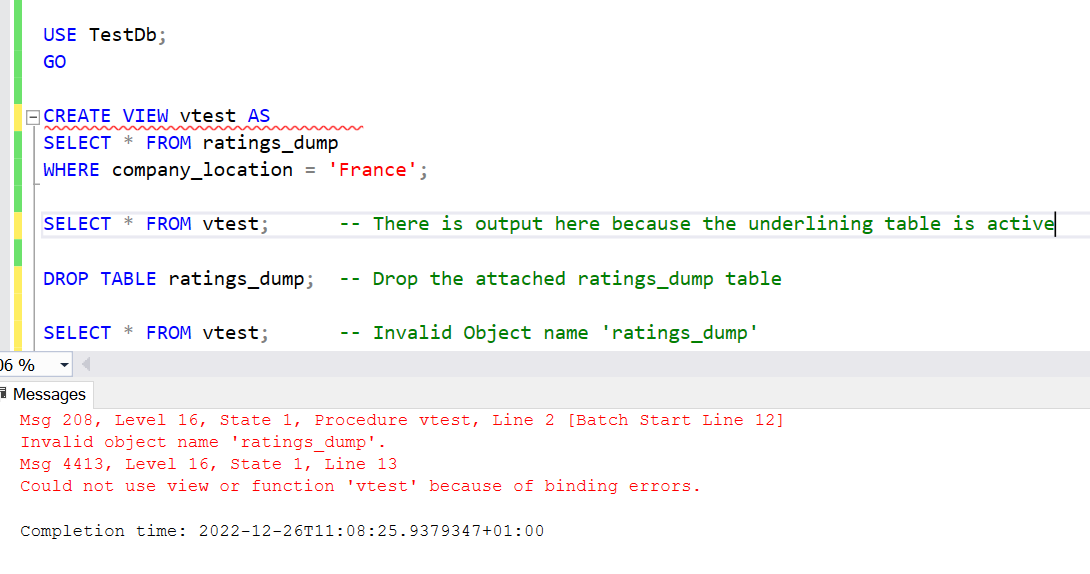 USE TestDb;
GO
CREATE VIEW vtest AS
SELECT * FROM ratings_dump
WHERE company_location = 'France';
SELECT * FROM vtest; -- There is output here because the underlining table is active
DROP TABLE ratings_dump; -- Drop the attached ratings_dump table
SELECT * FROM vtest; -- Invalid Object name 'ratings_dump'
06 %
Messages
Msg 208, Level 16, State 1, Procedure vtest, Line 2 [Batch Start Line 12]
Invalid object name 'ratings_dump'.
Msg 4413, Level 16, State 1, Line 13
Could not use view or function 'vtest' because of binding errors.
Completion time: 2022-12-26T11:08:25.9379347+01:00